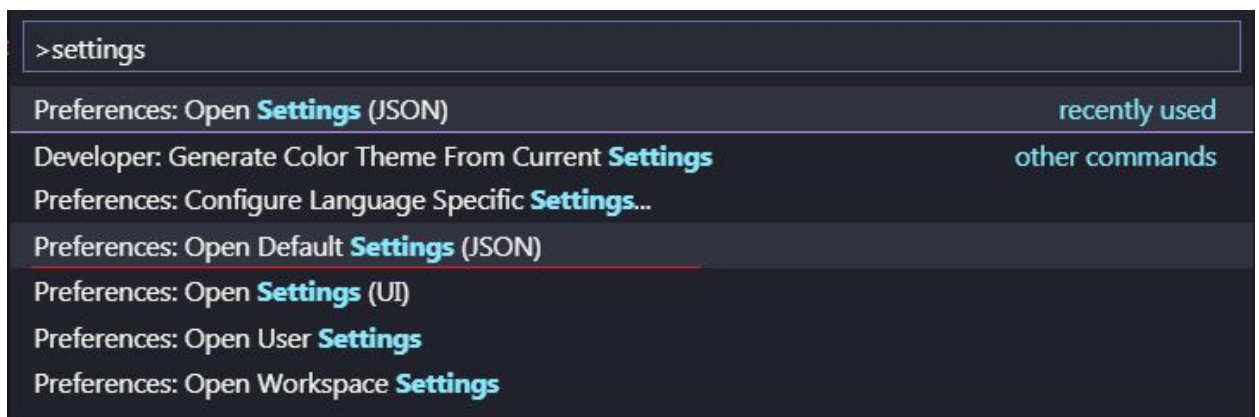 >settings
Preferences: Open Settings (JSON) recently used
Developer: Generate Color Theme From Current Settings other commands
Preferences: Configure Language Specific Settings...
Preferences: Open Default Settings (JSON)
Preferences: Open Settings (UI)
Preferences: Open User Settings
Preferences: Open Workspace Settings